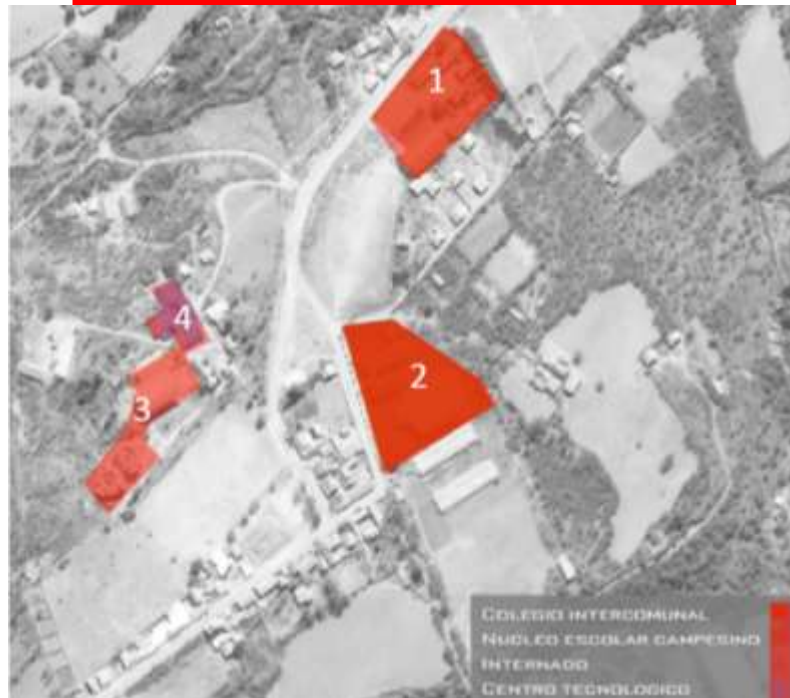 1
2
4
3
COLEGIO INTERCOMUNAL
NUCLEO ESCOLAR CAMPESINO
INTERNADO
CENTRO TECNOLOGICO